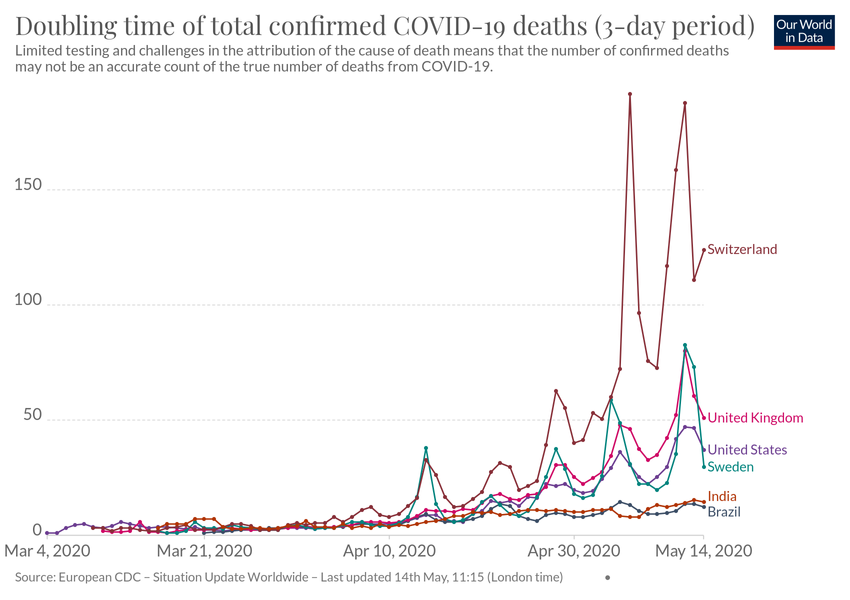 Doubling time of total confirmed COVID-19 deaths (3-day period)
Our World
in Data
Limited testing and challenges in the attribution of the cause of death means that the number of confirmed deaths
may not be an accurate count of the true number of deaths from COVID-19.
150
Switzerland
100
50
United Kingdom
United States
Sweden
India
Brazil
0
Mar 4, 2020 Mar 21, 2020 Apr 10, 2020 Apr 30, 2020 May 14, 2020
Source: European CDC – Situation Update Worldwide – Last updated 14th May, 11:15 (London time)